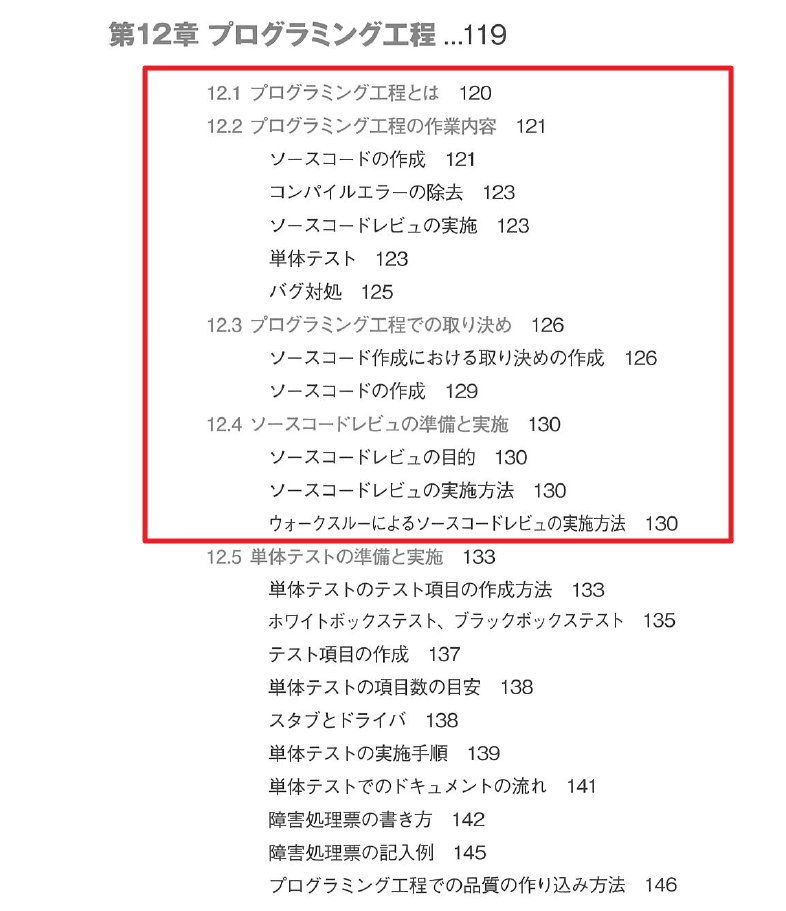 第12章 プログラミング工程 ...119
12.1 プログラミング工程とは 120
12.2 プログラミング工程の作業内容 121
ソースコードの作成 121
コンパイルエラーの除去 123
ソースコードレビュの実施 123
単体テスト 123
バグ対処 125
12.3 プログラミング工程での取り決め 126
ソースコード作成における取り決めの作成 126
ソースコードの作成 129
12.4 ソースコードレビュの準備と実施 130
ソースコードレビュの目的 130
ソースコードレビュの実施方法 130
ウォークスルーによるソースコードレビュの実施方法 130
12.5 単体テストの準備と実施 133
単体テストのテスト項目の作成方法 133
ホワイトボックステスト、ブラックボックステスト 135
テスト項目の作成 137
単体テストの項目数の目安 138
スタブとドライバ 138
単体テストの実施手順 139
単体テストでのドキュメントの流れ 141
障害処理票の書き方 142
障害処理票の記入例 145
プログラミング工程での品質の作り込み方法 146